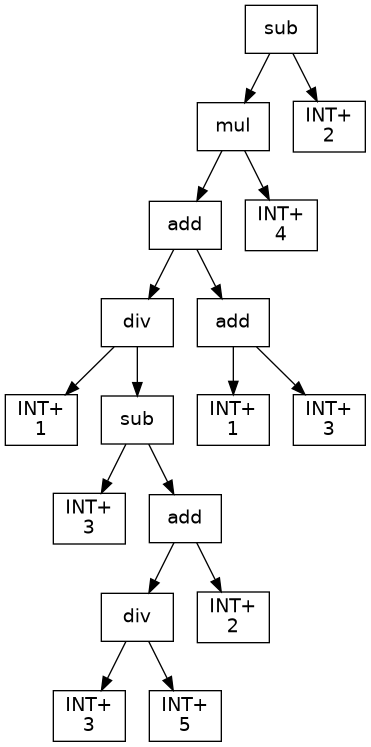 sub
mul
INT+
2
add
INT+
4
div
add
INT+
1
sub
INT+
1
INT+
3
INT+
3
add
div
INT+
2
INT+
3
INT+
5